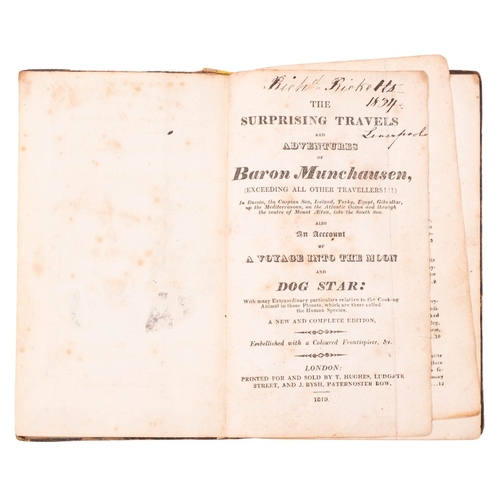 Richd. Ricketts
1824.
Liverpool
THE
SURPRISING TRAVELS
AND
ADVENTURES
OF
Baron Munchausen,
(EXCEEDING ALL OTHER TRAVELLERS!!!)
In Russia, the Caspian Sea, Iceland, Turky, Egypt, Gibraltar,
up the Mediterranean, on the Atlantic Ocean and through
the centre of Mount Ætna, into the South Sea.
ALSO
An Account
OF
A VOYAGE INTO THE MOON
AND
DOG STAR:
With many Extraordinary particulars relative to the Cooking
Animal in those Planets, which are there called
the Human Species.
A NEW AND COMPLETE EDITION,
Embellished with a Coloured Frontispiece, &c.
LONDON:
PRINTED FOR AND SOLD BY T. HUGHES, LUDGATE
STREET, AND J. BYSH, PATERNOSTER ROW.
1819.